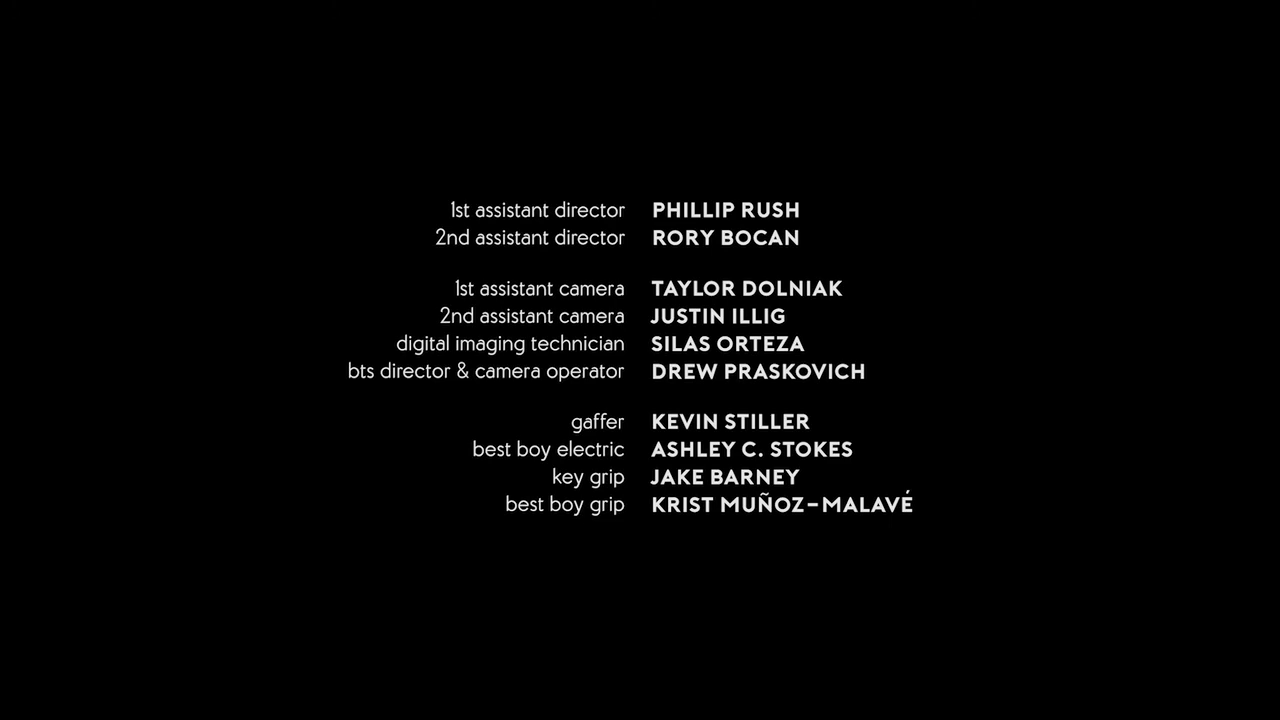 1st assistant director PHILLIP RUSH
2nd assistant director RORY BOCAN
1st assistant camera TAYLOR DOLNIAK
2nd assistant camera JUSTIN ILLIG
digital imaging technician SILAS ORTEZA
bts director & camera operator DREW PRASKOVICH
gaffer KEVIN STILLER
best boy electric ASHLEY C. STOKES
key grip JAKE BARNEY
best boy grip KRIST MUÑOZ-MALAVÉ